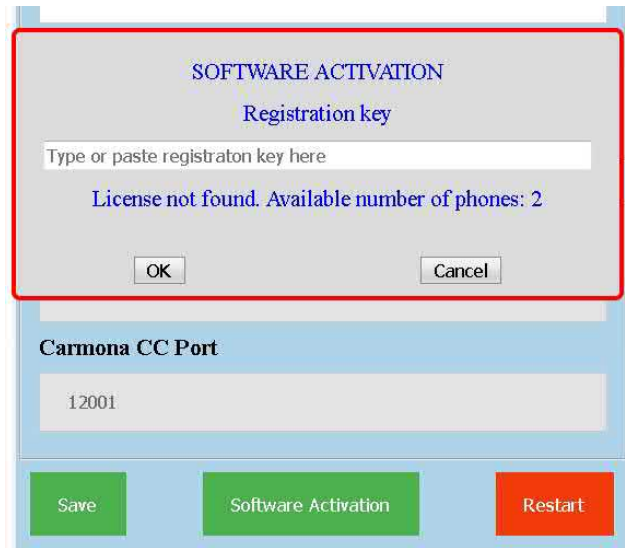 SOFTWARE ACTIVATION
Registration key
Type or paste registraton key here
License not found. Available number of phones: 2
OK
Cancel
Carmona CC Port
12001
Save
Software Activation
Restart